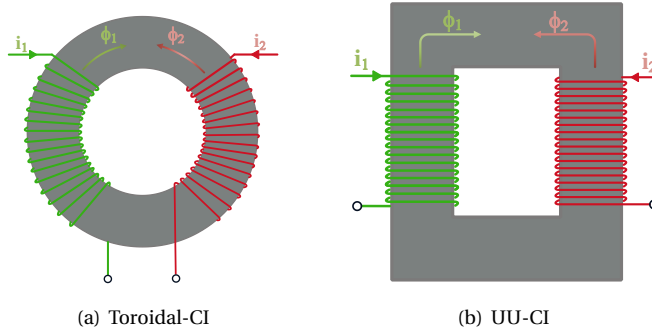 i₁ ϕ₁ ϕ₂ i₂
ϕ₁ ϕ₂
i₁ i₂
(a) Toroidal-CI (b) UU-CI